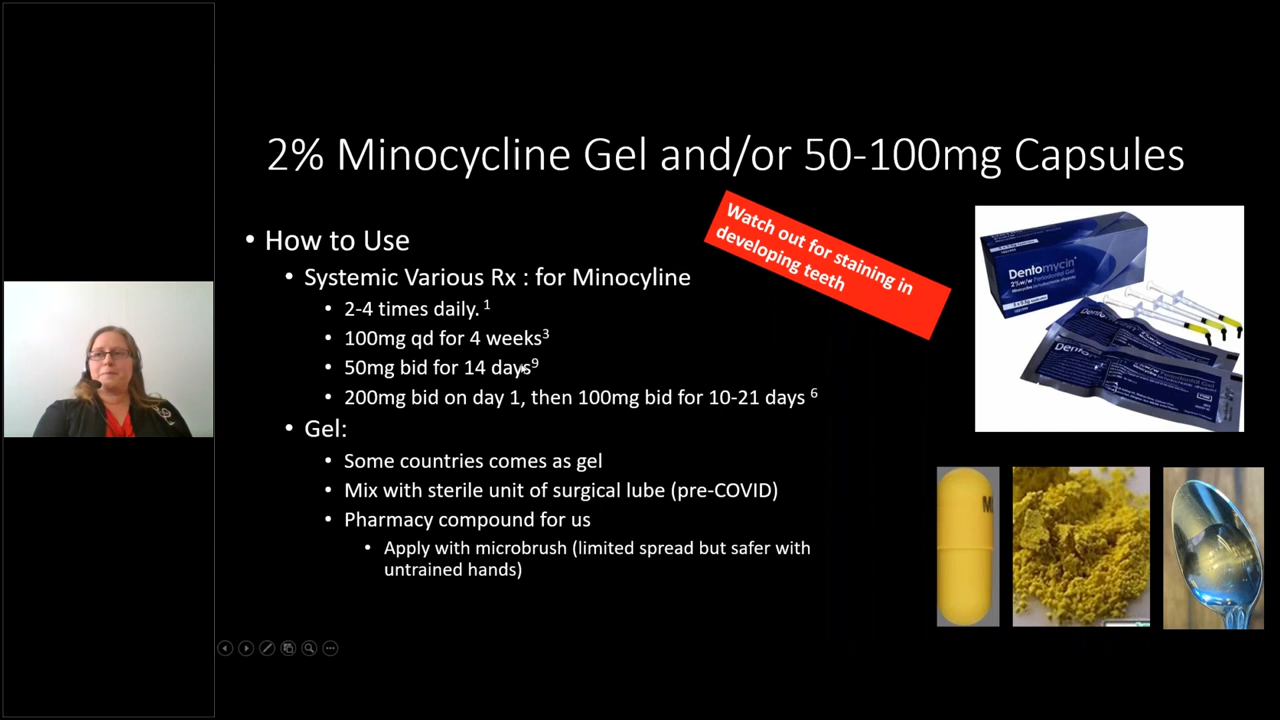 2% Minocycline Gel and/or 50-100mg Capsules
Watch out for staining in
developing teeth
• How to Use
• Systemic Various Rx : for Minocyline
• 2-4 times daily. 1
• 100mg qd for 4 weeks3
• 50mg bid for 14 days9
• 200mg bid on day 1, then 100mg bid for 10-21 days 6
• Gel:
• Some countries comes as gel
• Mix with sterile unit of surgical lube (pre-COVID)
• Pharmacy compound for us
• Apply with microbrush (limited spread but safer with
untrained hands)
Dentomycin
2% w/w Periodontal Gel
M